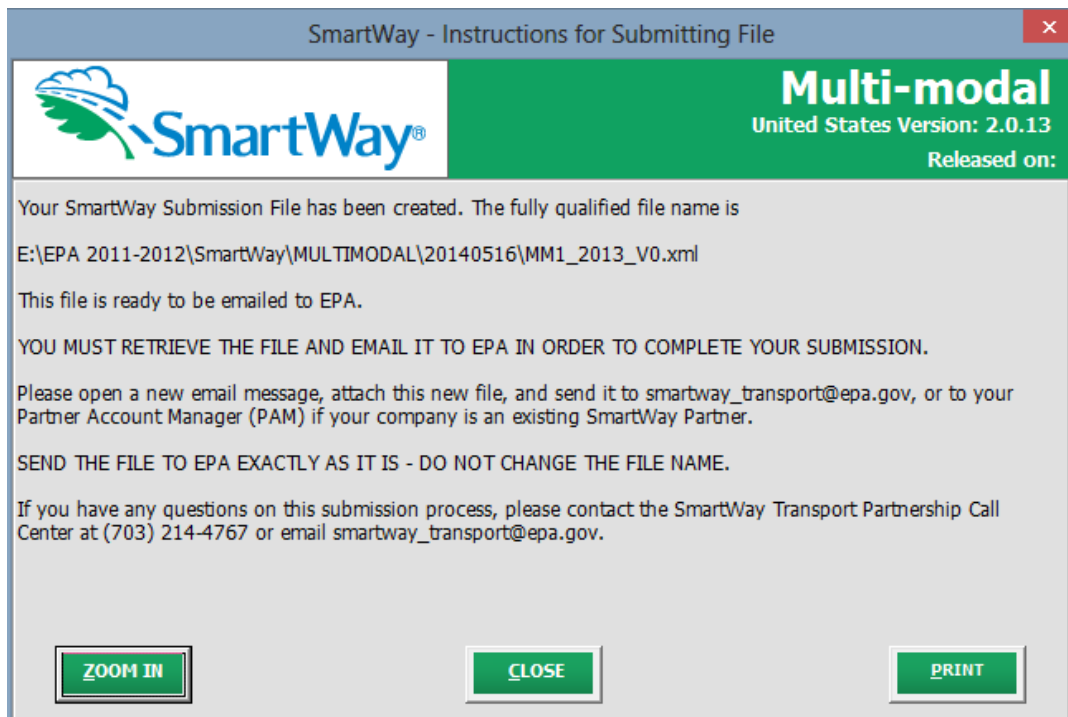 SmartWay - Instructions for Submitting File
SmartWay®
Multi-modal
United States Version: 2.0.13
Released on:
Your SmartWay Submission File has been created. The fully qualified file name is
E:\EPA 2011-2012\SmartWay\MULTIMODAL\20140516\MM1_2013_V0.xml
This file is ready to be emailed to EPA.
YOU MUST RETRIEVE THE FILE AND EMAIL IT TO EPA IN ORDER TO COMPLETE YOUR SUBMISSION.
Please open a new email message, attach this new file, and send it to smartway_transport@epa.gov, or to your
Partner Account Manager (PAM) if your company is an existing SmartWay Partner.
SEND THE FILE TO EPA EXACTLY AS IT IS - DO NOT CHANGE THE FILE NAME.
If you have any questions on this submission process, please contact the SmartWay Transport Partnership Call
Center at (703) 214-4767 or email smartway_transport@epa.gov.
ZOOM IN
CLOSE
PRINT